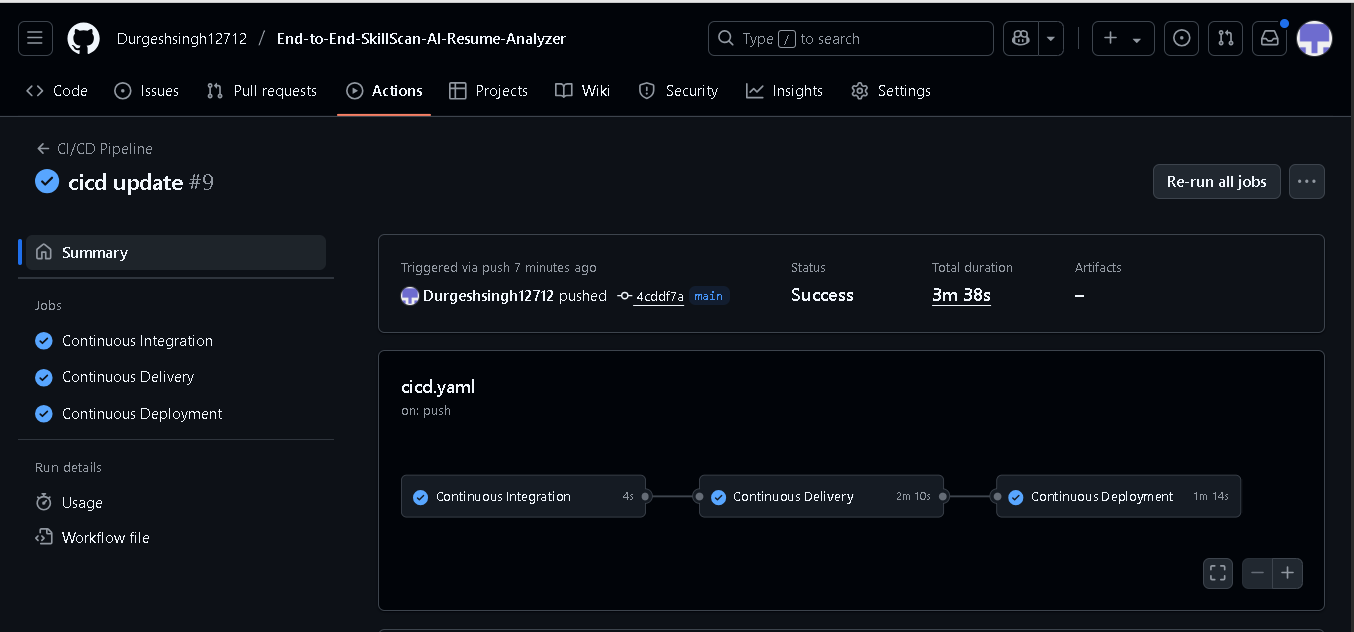 Durgeshsingh12712 / End-to-End-SkillScan-AI-Resume-Analyzer
Type / to search
Code Issues Pull requests Actions Projects Wiki Security Insights Settings
← CI/CD Pipeline
cicd update #9
Re-run all jobs
Summary
Jobs
Continuous Integration
Continuous Delivery
Continuous Deployment
Run details
Usage
Workflow file
Triggered via push 7 minutes ago
Durgeshsingh12712 pushed 4cddf7a main
Status
Success
Total duration
3m 38s
Artifacts
–
cicd.yaml
on: push
Continuous Integration 4s
Continuous Delivery 2m 10s
Continuous Deployment 1m 14s